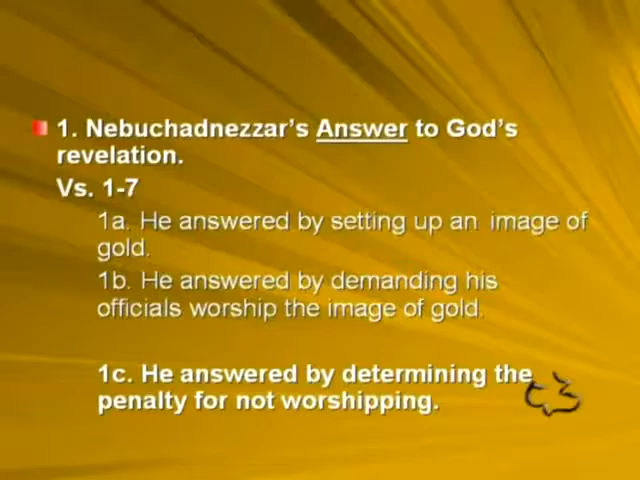 1. Nebuchadnezzar's Answer to God's
revelation.
Vs. 1-7
1a. He answered by setting up an image of
gold.
1b. He answered by demanding his
officials worship the image of gold.
1c. He answered by determining the
penalty for not worshipping.